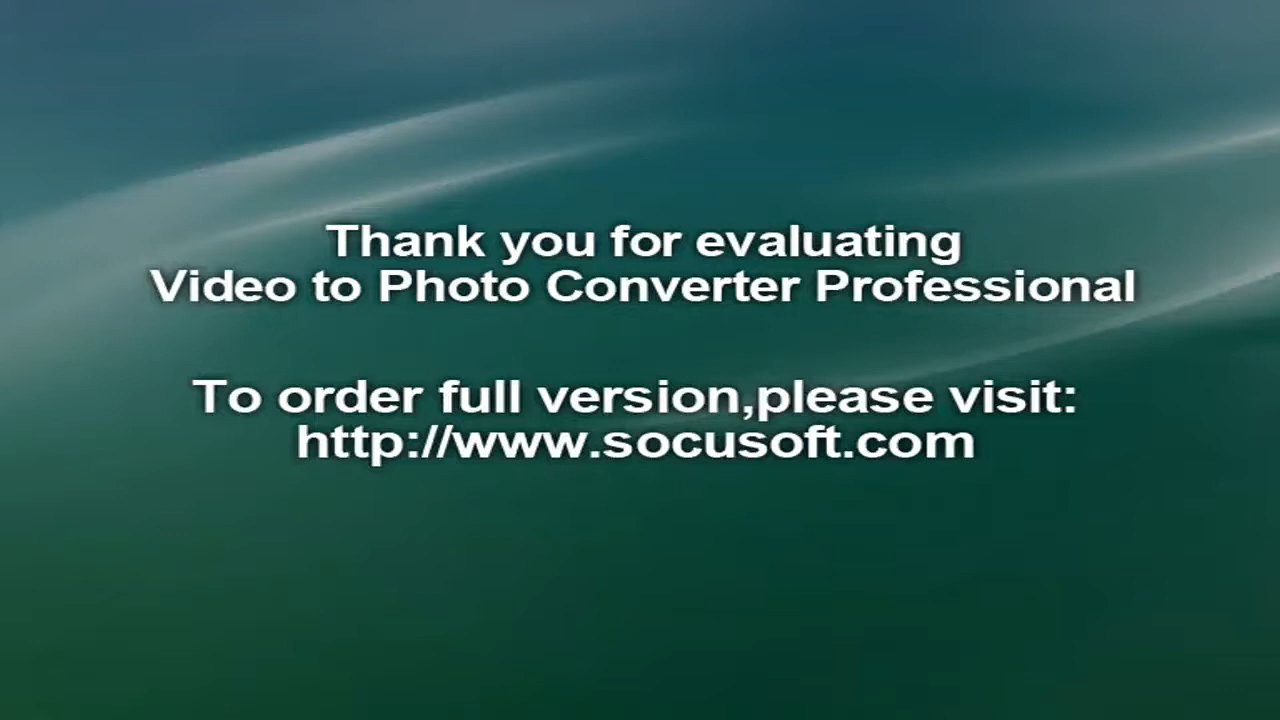 Thank you for evaluating
Video to Photo Converter Professional
To order full version,please visit:
http://www.socusoft.com